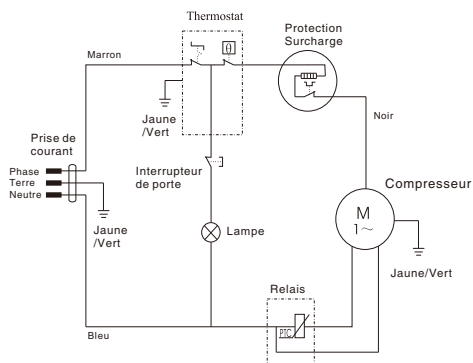 Thermostat
Protection
Surcharge
Marron
θ
Jaune
/Vert
Noir
Prise de
courant
Phase
Terre
Neutre
Interrupteur
de porte
Compresseur
Jaune
/Vert
Lampe
M
1~
Jaune/Vert
Relais
PTC
Bleu